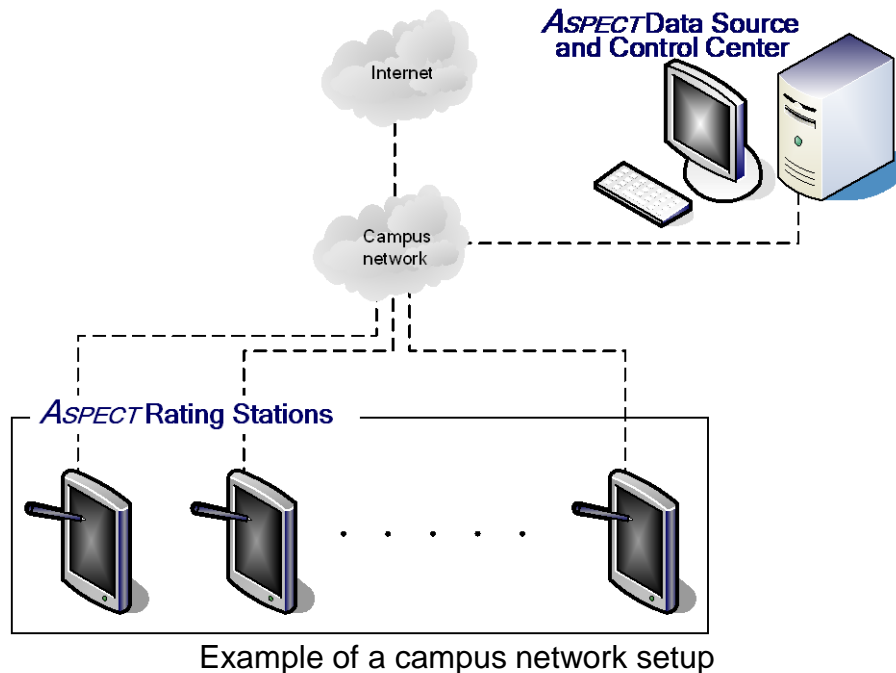 ASPECT Data Source
and Control Center
Internet
Campus
network
ASPECT Rating Stations
Example of a campus network setup